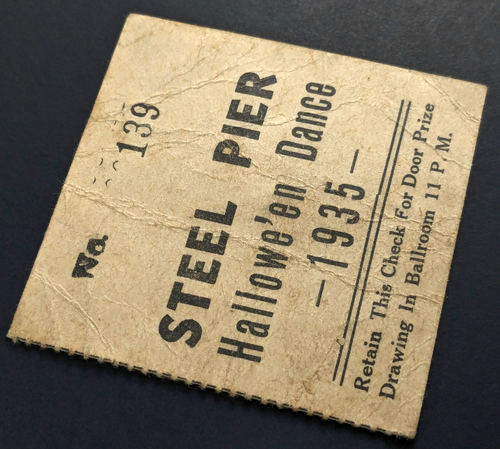 No. 139
STEEL PIER
Hallowe'en Dance
— 1935 —
Retain This Check For Door Prize
Drawing In Ballroom 11 P. M.